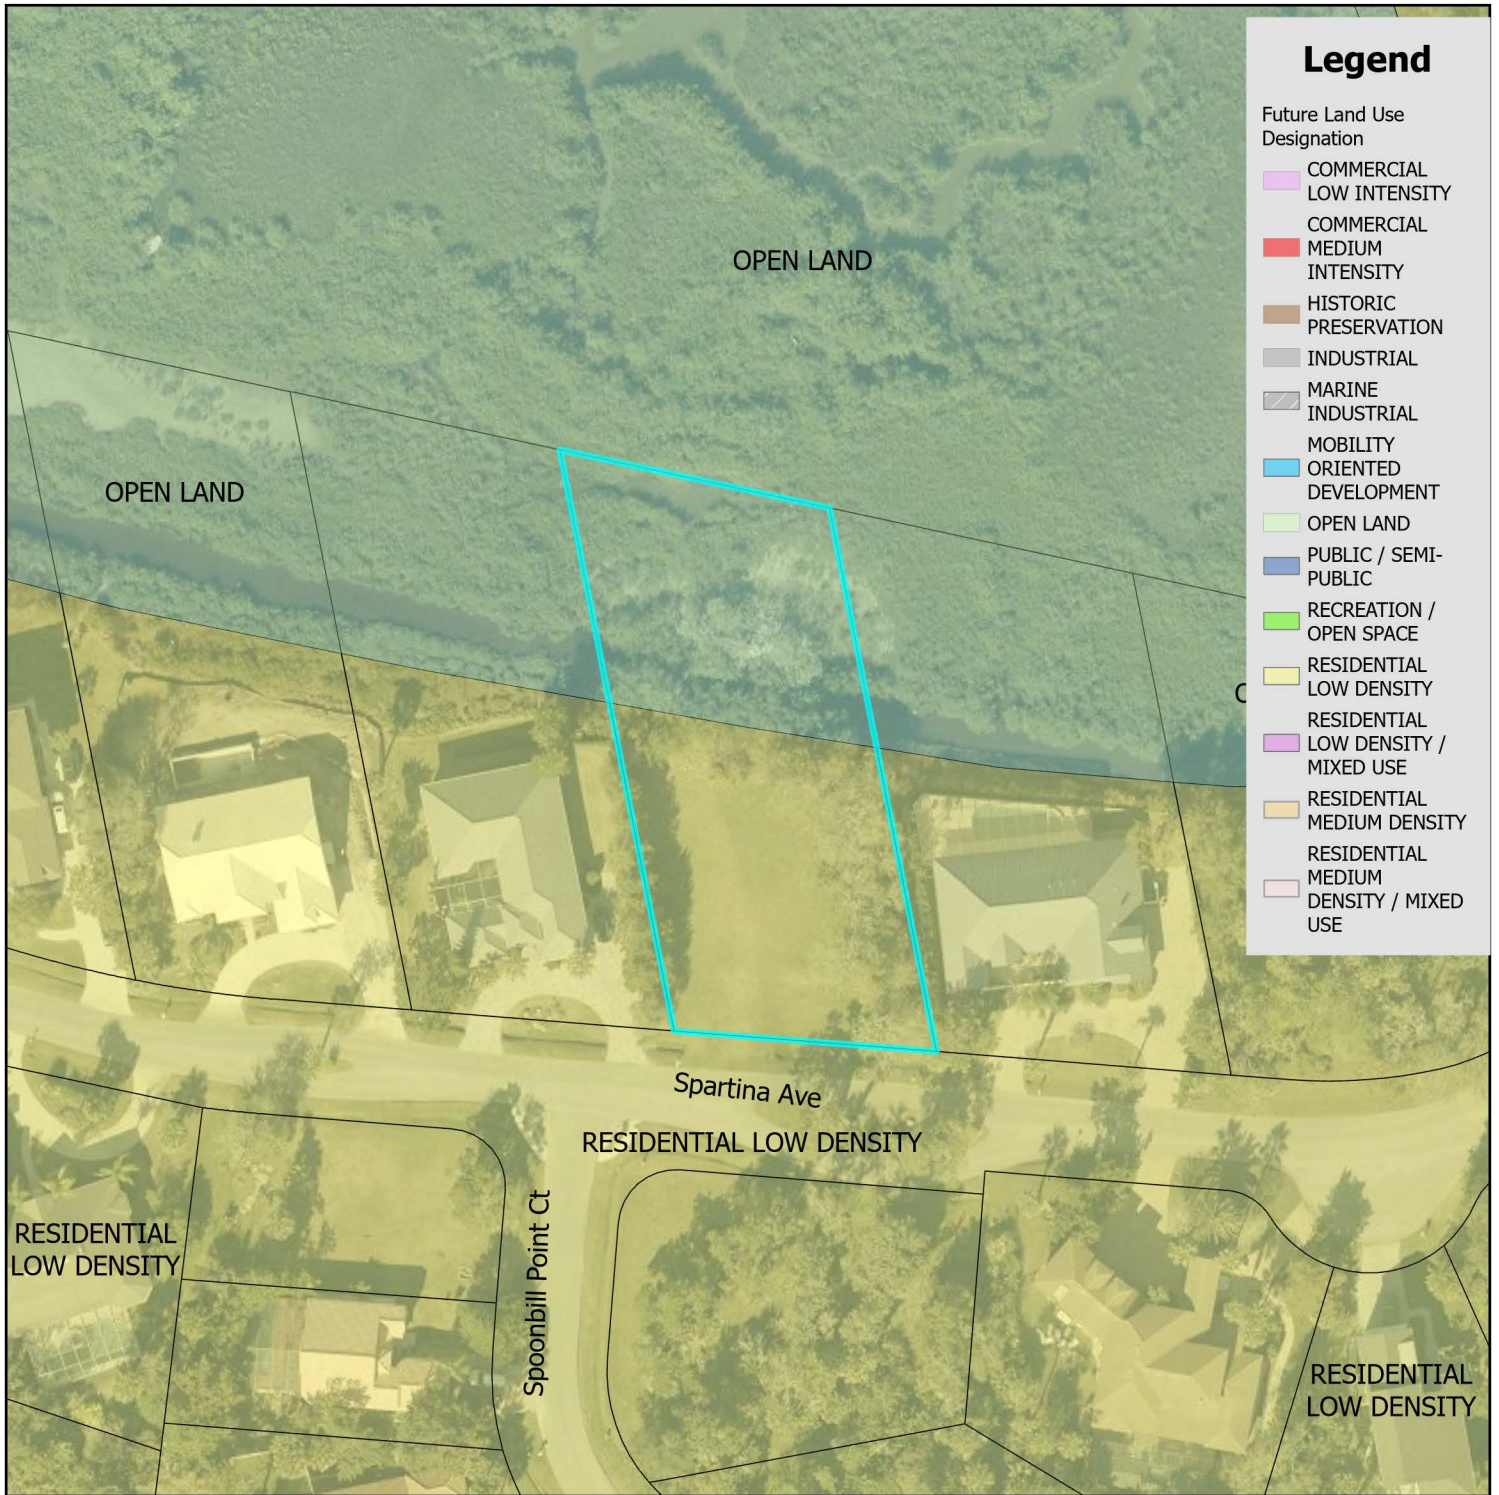 Legend
Future Land Use
Designation
COMMERCIAL
LOW INTENSITY
COMMERCIAL
MEDIUM
INTENSITY
HISTORIC
PRESERVATION
INDUSTRIAL
MARINE
INDUSTRIAL
MOBILITY
ORIENTED
DEVELOPMENT
OPEN LAND
PUBLIC / SEMI-
PUBLIC
RECREATION /
OPEN SPACE
RESIDENTIAL
LOW DENSITY
RESIDENTIAL
LOW DENSITY /
MIXED USE
RESIDENTIAL
MEDIUM DENSITY
RESIDENTIAL
MEDIUM
DENSITY / MIXED
USE
OPEN LAND
OPEN LAND
Spartina Ave
RESIDENTIAL LOW DENSITY
Spoonbill Point Ct
RESIDENTIAL
LOW DENSITY
RESIDENTIAL
LOW DENSITY